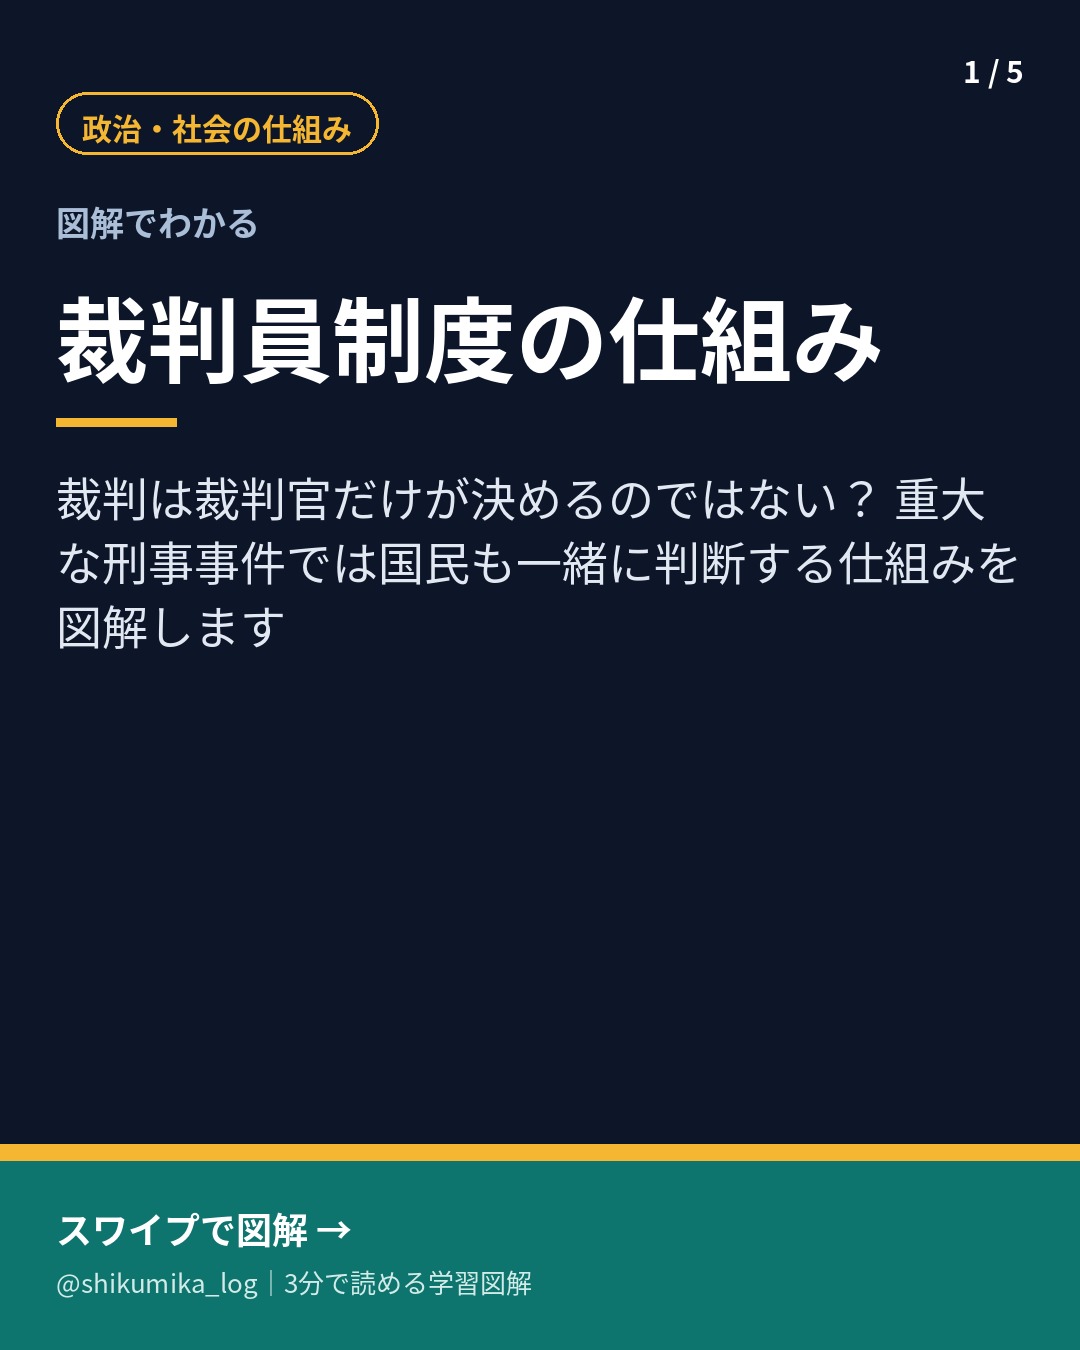 1 / 5
政治・社会の仕組み
図解でわかる
裁判員制度の仕組み
裁判は裁判官だけが決めるのではない？ 重大
な刑事事件では国民も一緒に判断する仕組みを
図解します
スワイプで図解 →
@shikumika_log｜3分で読める学習図解